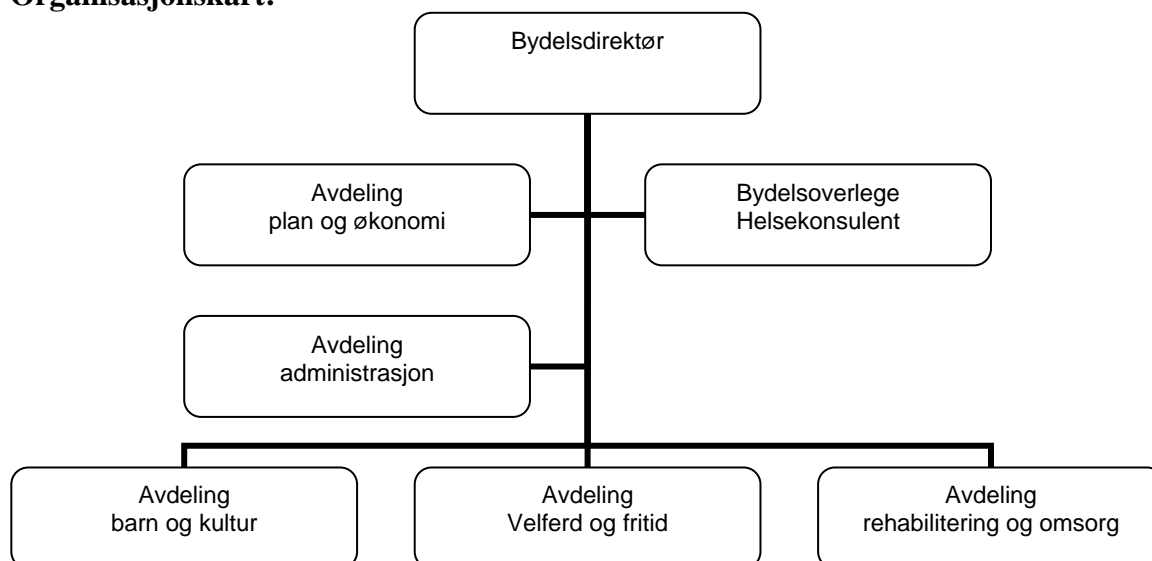 Organisasjonskart:
Bydelsdirektør
Avdeling
plan og økonomi
Bydelsoverlege
Helsekonsulent
Avdeling
administrasjon
Avdeling
barn og kultur
Avdeling
Velferd og fritid
Avdeling
rehabilitering og omsorg